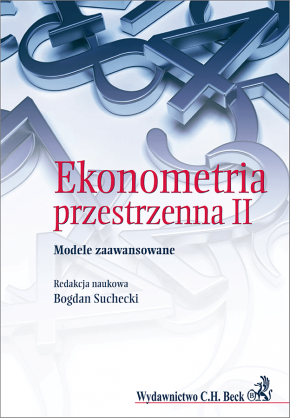 Ekonometria
przestrzenna II
Modele zaawansowane
Redakcja naukowa
Bogdan Suchecki
Wydawnictwo C.H. Beck